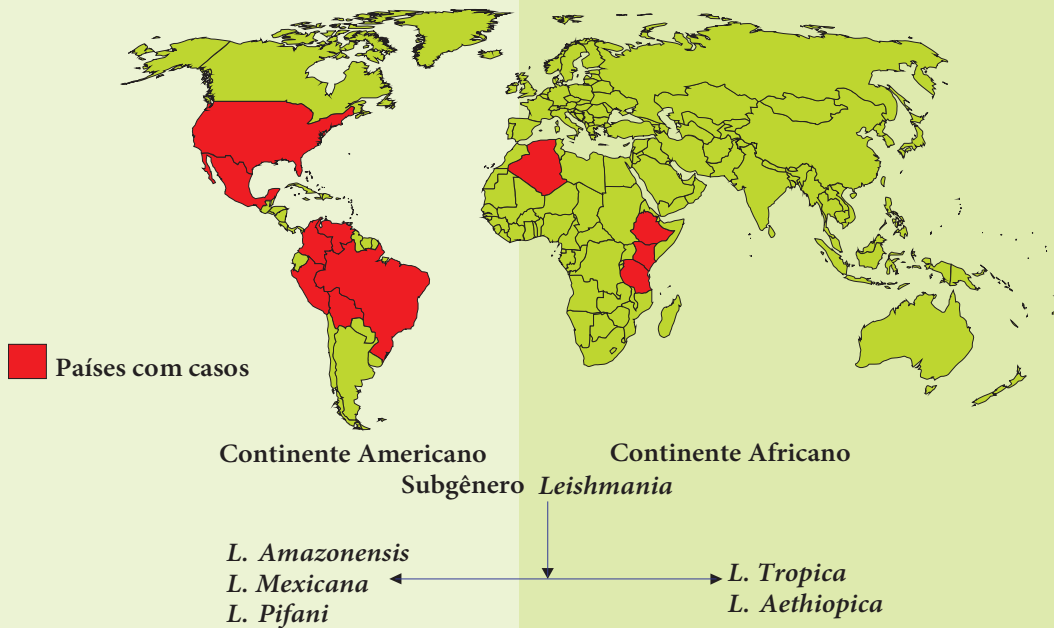 Países com casos
Continente Americano
Continente Africano
Subgênero Leishmania
L. Amazonensis
L. Mexicana
L. Pifani
L. Tropica
L. Aethiopica